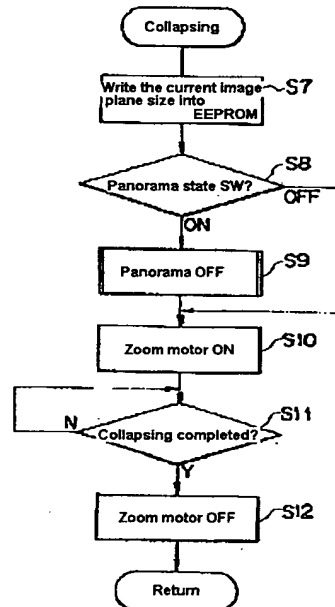 Collapsing
Write the current image
S7
plane size into
EEPROM
S8
Panorama state SW?
OFF
ON
S9
Panorama OFF
Zoom motor ON
S10
S11
N
Collapsing completed?
Y
Zoom motor OFF
S12
Return